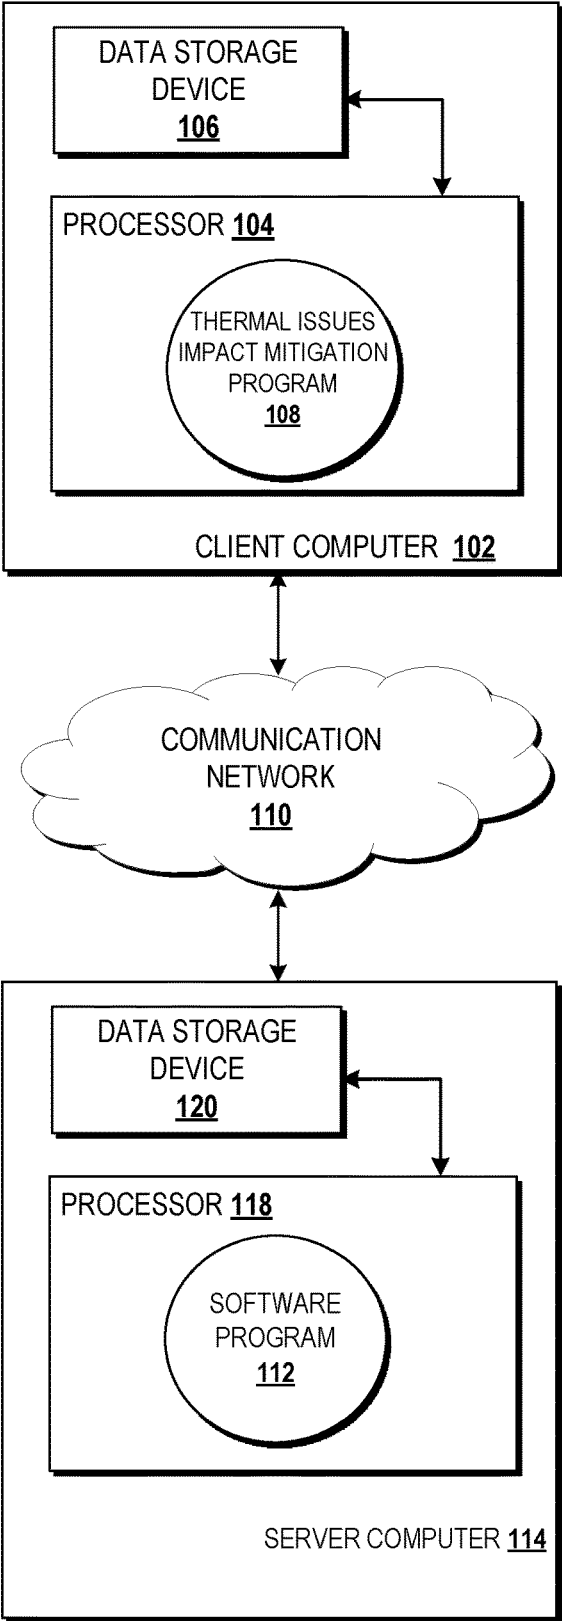 DATA STORAGE
DEVICE
106
PROCESSOR 104
THERMAL ISSUES
IMPACT MITIGATION
PROGRAM
108
CLIENT COMPUTER 102
COMMUNICATION
NETWORK
110
DATA STORAGE
DEVICE
120
PROCESSOR 118
SOFTWARE
PROGRAM
112
SERVER COMPUTER 114